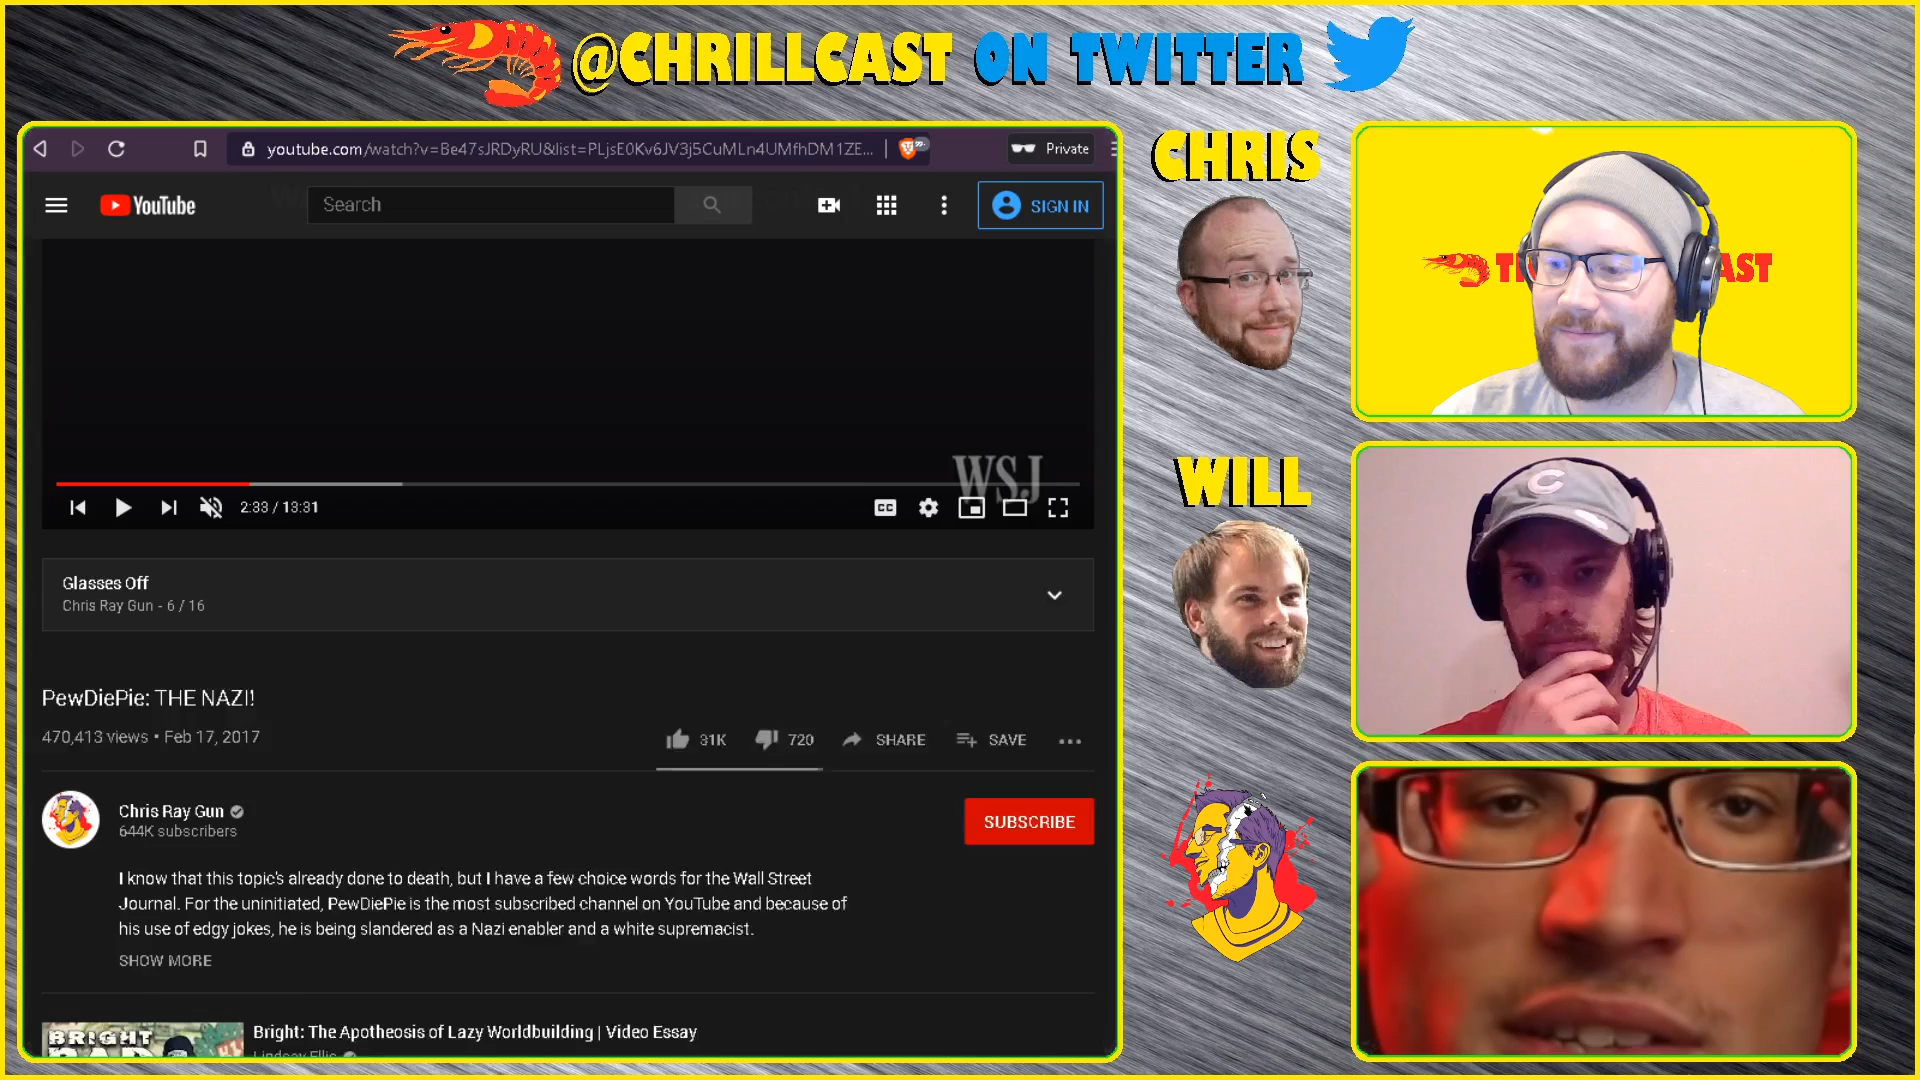 @CHRILLCAST ON TWITTER
youtube.com/watch?v=Be47sJRDyRU&list=PLjsE0Kv6JV3j5CuMLn4UMfhDM1ZE...
Private
YouTube
Search
SIGN IN
WSJ
2:33 / 13:31
CC
Glasses Off
Chris Ray Gun - 6 / 16
PewDiePie: THE NAZI!
470,413 views • Feb 17, 2017
31K
720
SHARE
SAVE
Chris Ray Gun
644K subscribers
SUBSCRIBE
I know that this topic's already done to death, but I have a few choice words for the Wall Street
Journal. For the uninitiated, PewDiePie is the most subscribed channel on YouTube and because of
his use of edgy jokes, he is being slandered as a Nazi enabler and a white supremacist.
SHOW MORE
BRIGHT
Bright: The Apotheosis of Lazy Worldbuilding | Video Essay
Lindsay Ellis
CHRIS
WILL
C